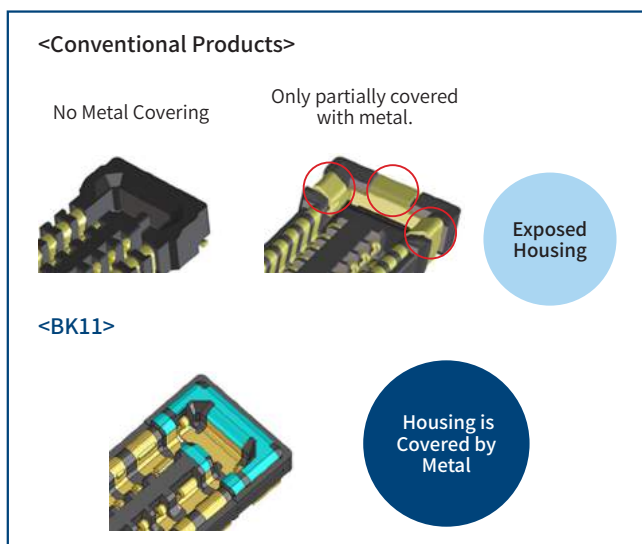 <Conventional Products>
No Metal Covering
Only partially covered
with metal.
Exposed
Housing
<BK11>
Housing is
Covered by
Metal